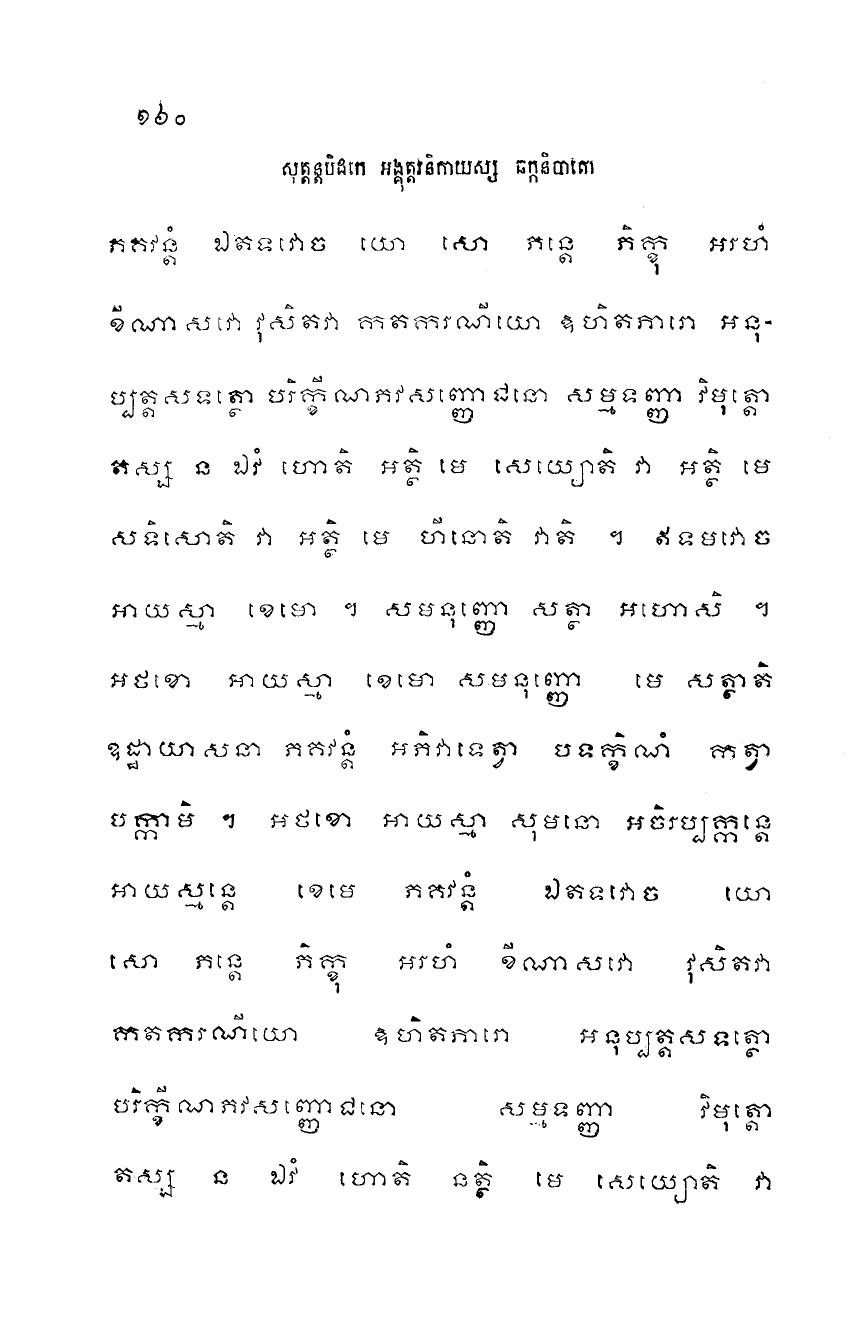 ១៦០
សុត្តន្តបិដកេ អង្គុត្តរនិកាយស្ស ឆក្កនិបាតោ
ភគវន្តំ ឯតទវោច យោ សោ ភន្តេ ភិក្ខុ អរហំ
ខីណាសវោ វុសិតវា កតករណីយោ ឱហិតភារោ អនុ-
ប្បត្តសទត្ថោ បរិក្ខីណភវសញ្ញោជនោ សម្មទញ្ញា វិមុត្តោ
តស្ស ន ឯវំ ហោតិ អត្ថិ មេ សេយ្យោតិ វា អត្ថិ មេ
សទិសោតិ វា អត្ថិ មេ ហីនោតិ វាតិ ។ ឥទមវោច
អាយស្មា ខេមោ ។ សមនុញ្ញោ សត្ថា អហោសិ ។
អថខោ អាយស្មា ខេមោ សមនុញ្ញោ មេ សត្ថាតិ
ឧដ្ឋាយាសនា ភគវន្តំ អភិវាទេត្វា បទក្ខិណំ កត្វា
បក្កាមិ ។ អថខោ អាយស្មា សុមនោ អចិរប្បក្កន្តេ
អាយស្មន្តេ ខេមេ ភគវន្តំ ឯតទវោច យោ
សោ ភន្តេ ភិក្ខុ អរហំ ខីណាសវោ វុសិតវា
កតករណីយោ ឱហិតភារោ អនុប្បត្តសទត្ថោ
បរិក្ខីណភវសញ្ញោជនោ សម្មទញ្ញា វិមុត្តោ
តស្ស ន ឯវំ ហោតិ នត្ថិ មេ សេយ្យោតិ វា